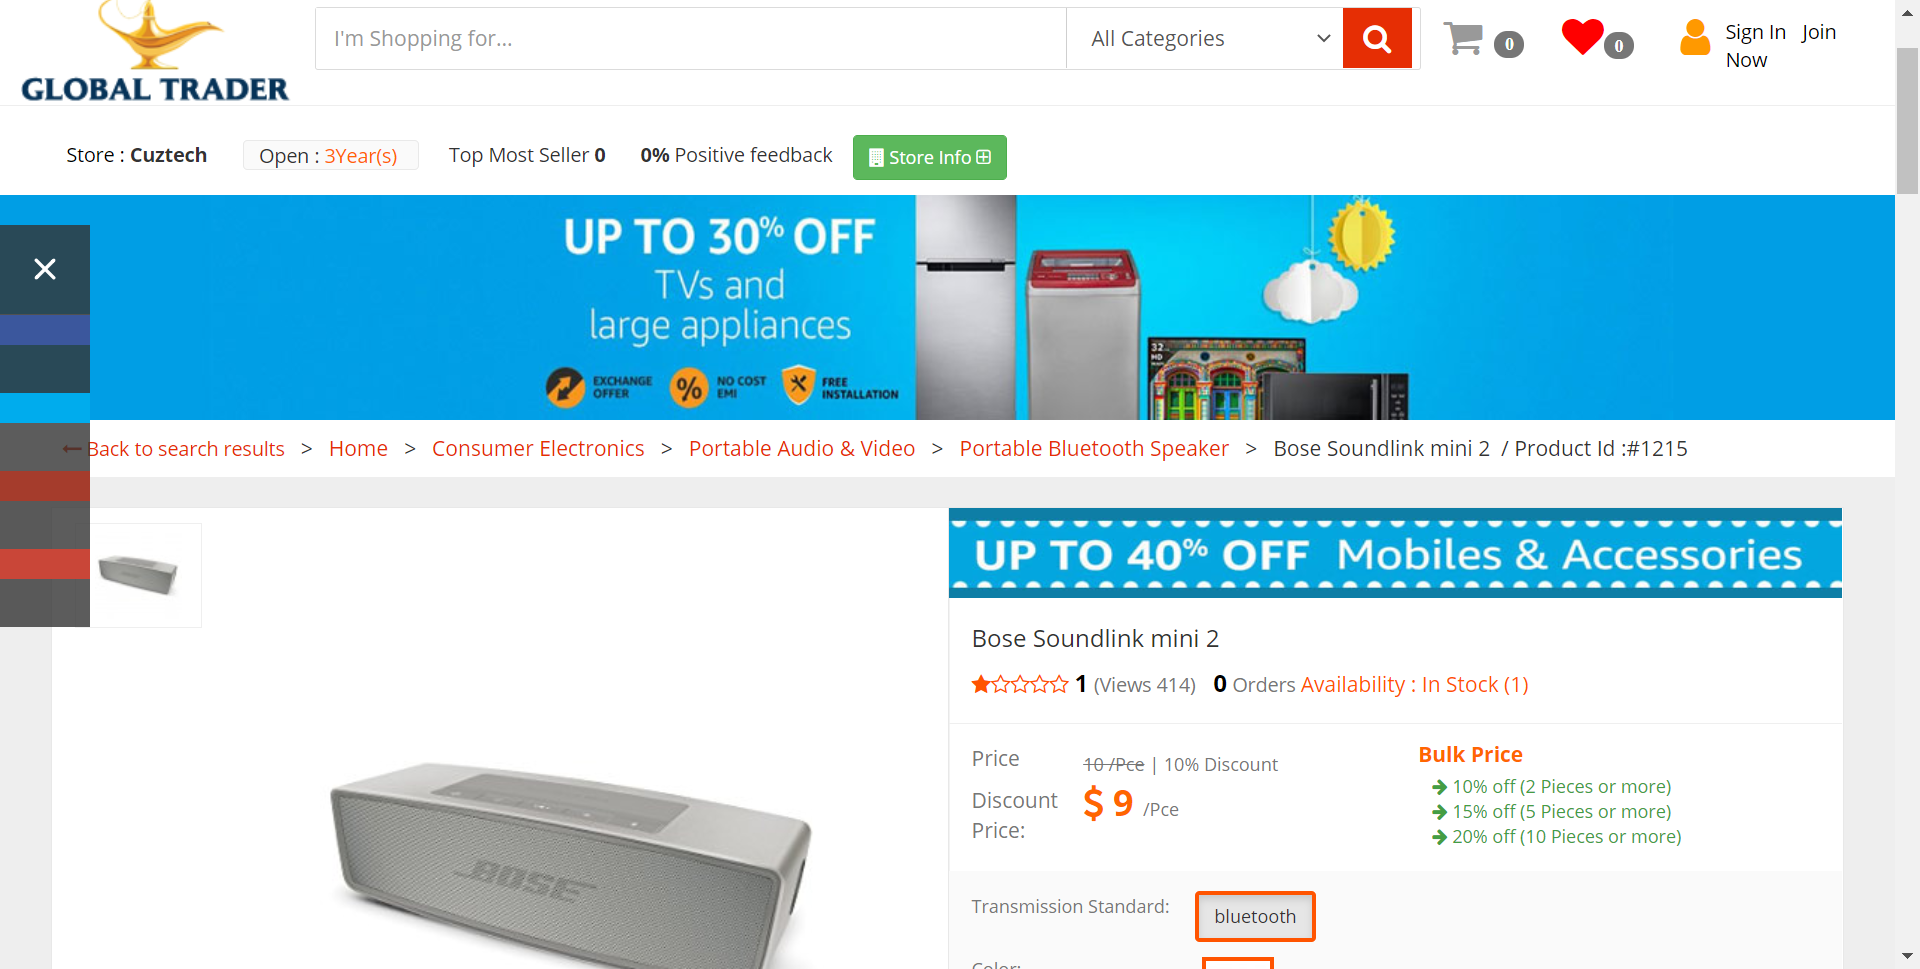 GLOBAL TRADER
I'm Shopping for...
All Categories
0
0
Sign In Join
Now
Store : Cuztech
Open : 3Year(s)
Top Most Seller 0
0% Positive feedback
Store Info
UP TO 30% OFF
TVs and
large appliances
EXCHANGE
OFFER
NO COST
EMI
FREE
INSTALLATION
32
HD
Back to search results > Home > Consumer Electronics > Portable Audio & Video > Portable Bluetooth Speaker > Bose Soundlink mini 2 / Product Id :#1215
UP TO 40% OFF Mobiles & Accessories
Bose Soundlink mini 2
1 (Views 414) 0 Orders Availability : In Stock (1)
Price
10 /Pce | 10% Discount
Discount
Price:
$ 9 /Pce
Bulk Price
10% off (2 Pieces or more)
15% off (5 Pieces or more)
20% off (10 Pieces or more)
BOSE
Transmission Standard:
bluetooth
Color: